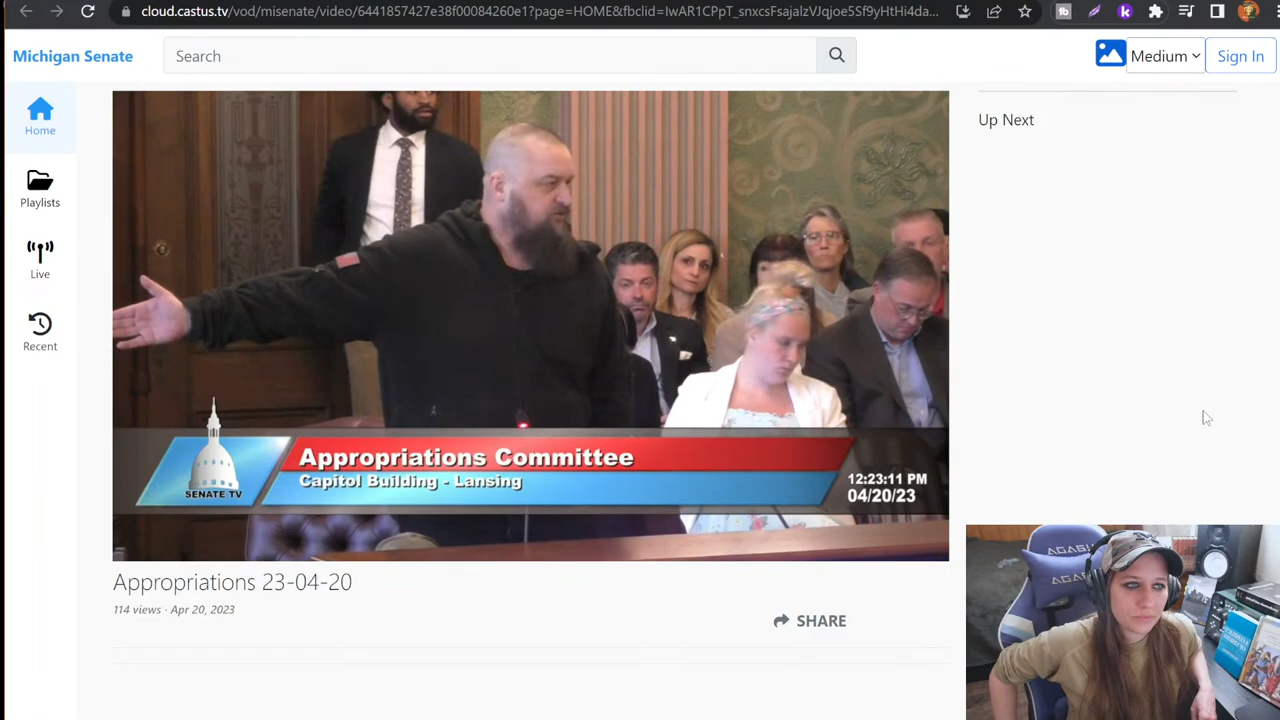 cloud.castus.tv/vod/misenate/video/6441857427e38f00084260e1?page=HOME&fbclid=IwAR1CPpT_snxcsFsajalzVJqjoe5Sf9yHtHi4da...
Michigan Senate
Search
Medium
Sign In
Home
Playlists
Live
Recent
Up Next
Appropriations Committee
Capitol Building - Lansing
SENATE TV
12:23:11 PM
04/20/23
Appropriations 23-04-20
114 views · Apr 20, 2023
SHARE